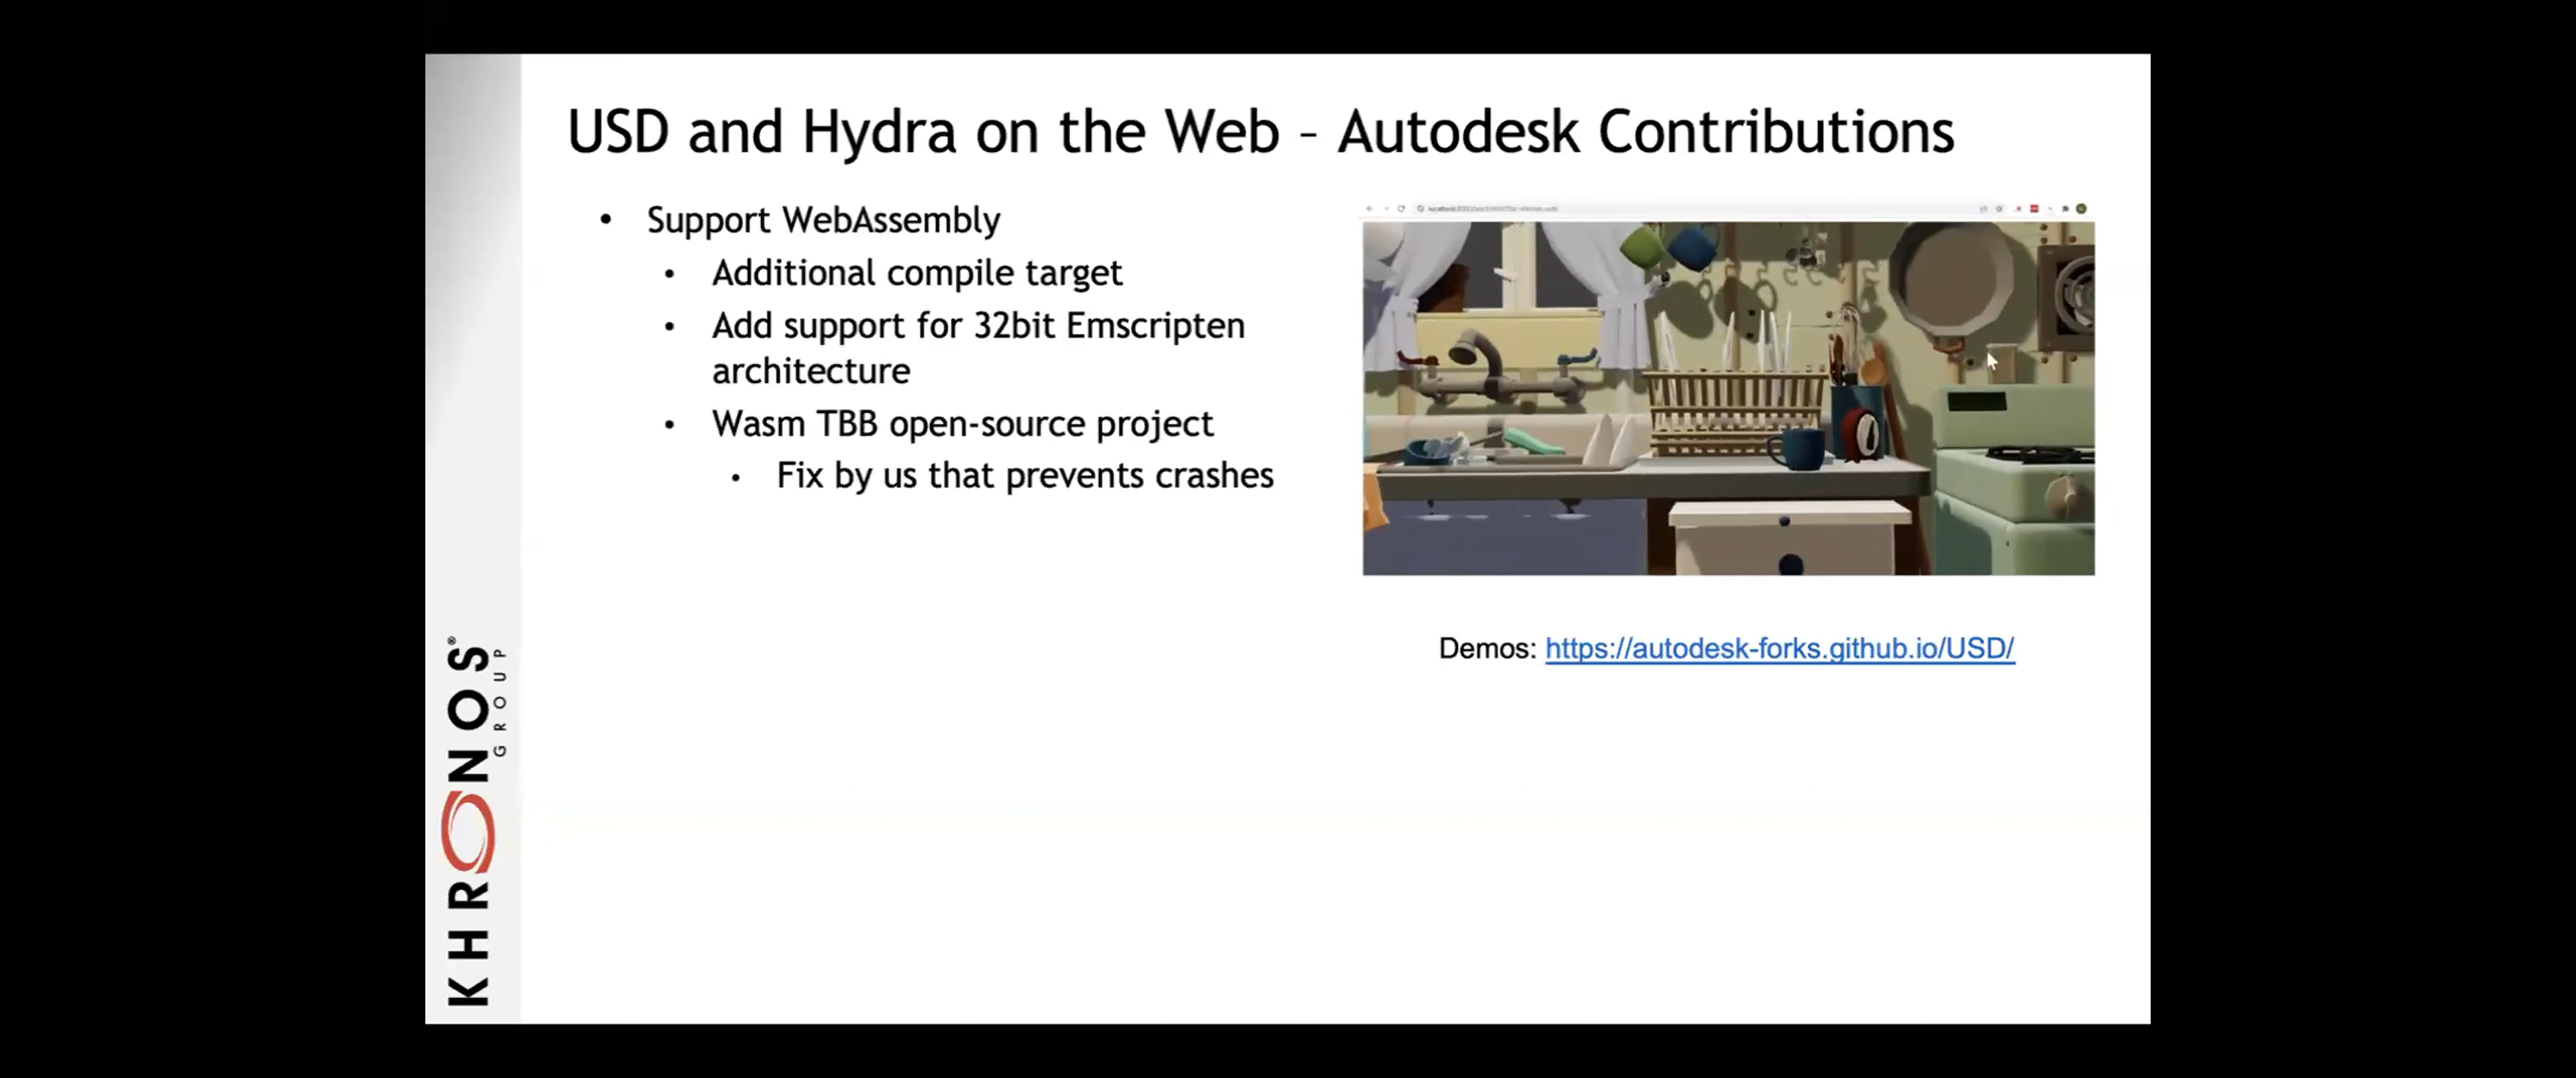 USD and Hydra on the Web – Autodesk Contributions
• Support WebAssembly
• Additional compile target
• Add support for 32bit Emscripten
architecture
• Wasm TBB open-source project
• Fix by us that prevents crashes
Demos: https://autodesk-forks.github.io/USD/
KHRONOS®
GROUP